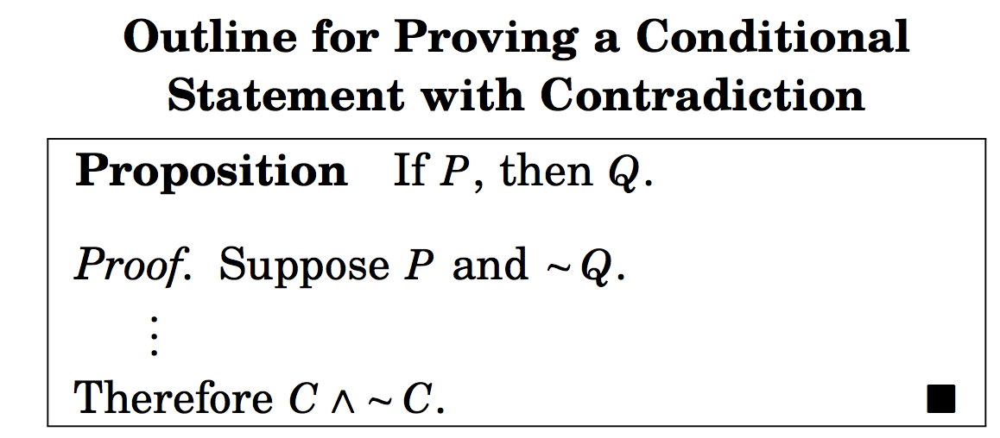 Outline for Proving a Conditional
Statement with Contradiction
Proposition If P, then Q.
Proof. Suppose P and ∼Q.
⋮
Therefore C ∧ ∼C. ■